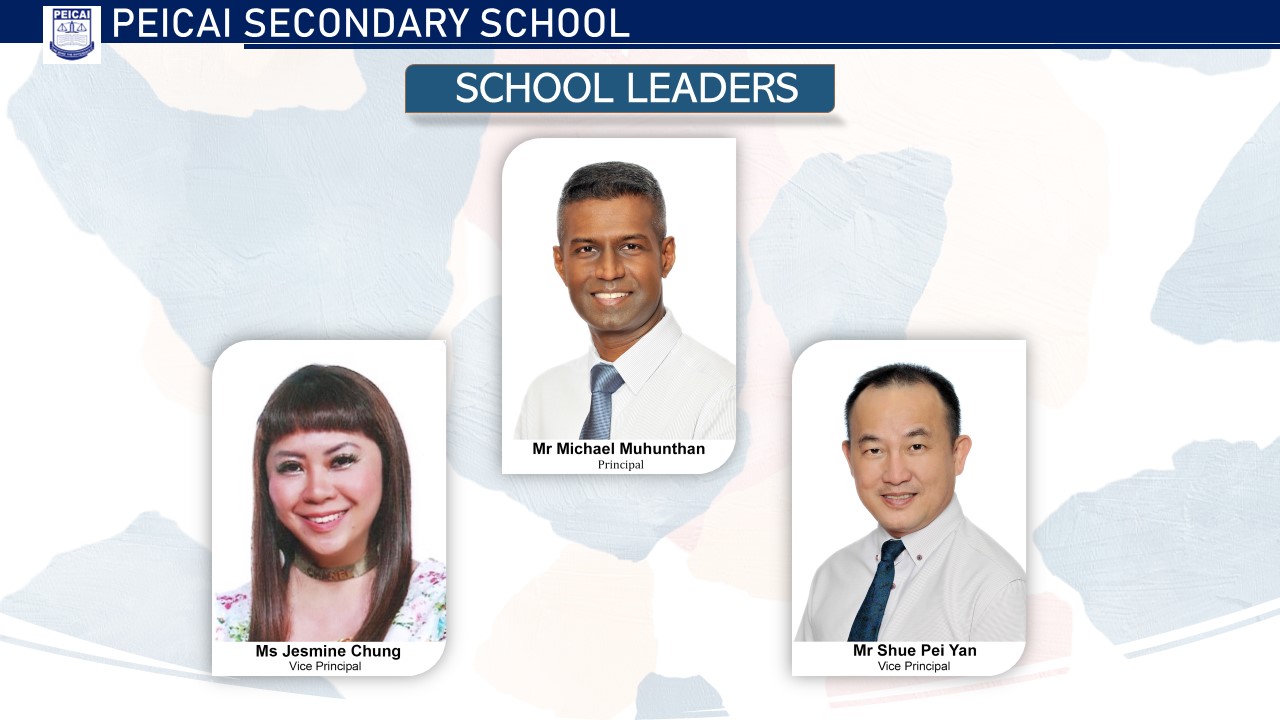 PEICAI
PEICAI SECONDARY SCHOOL
SCHOOL LEADERS
Mr Michael Muhunthan
Principal
Ms Jesmine Chung
Vice Principal
Mr Shue Pei Yan
Vice Principal